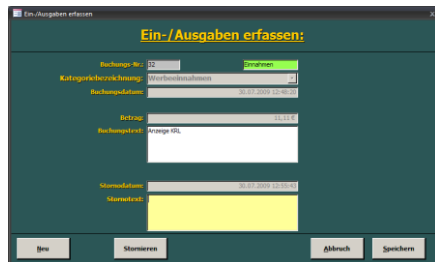 Ein-/Ausgaben erfassen
x
Ein-/Ausgaben erfassen:
Buchungs-Nr.: 32 Einnahmen
Kategoriebezeichnung: Werbeeinnahmen
Buchungsdatum: 30.07.2009 12:46:20
Betrag: 11,11 €
Buchungstext: Anzeige KRL
Stornodatum: 30.07.2009 12:55:43
Stornotext:
Neu Stornieren Abbruch Speichern